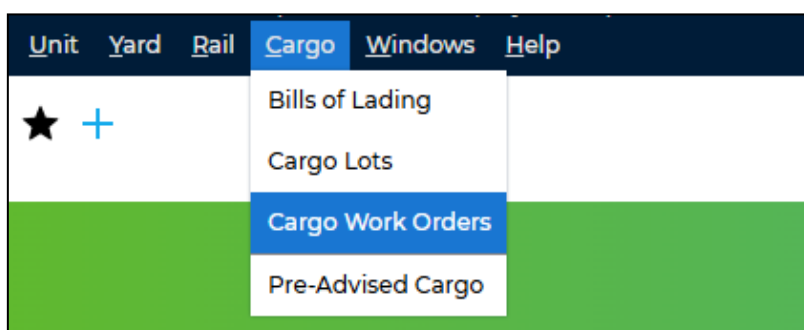 Unit Yard Rail Cargo Windows Help
Bills of Lading
Cargo Lots
Cargo Work Orders
Pre-Advised Cargo